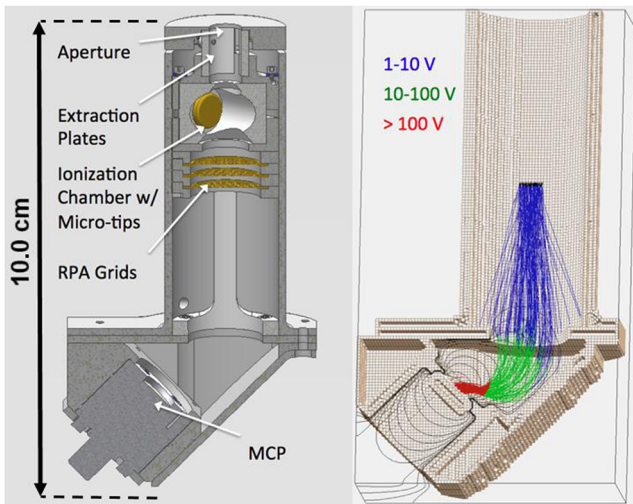 Aperture
Extraction
Plates
Ionization
Chamber w/
Micro-tips
RPA Grids
10.0 cm
MCP
1-10 V
10-100 V
> 100 V